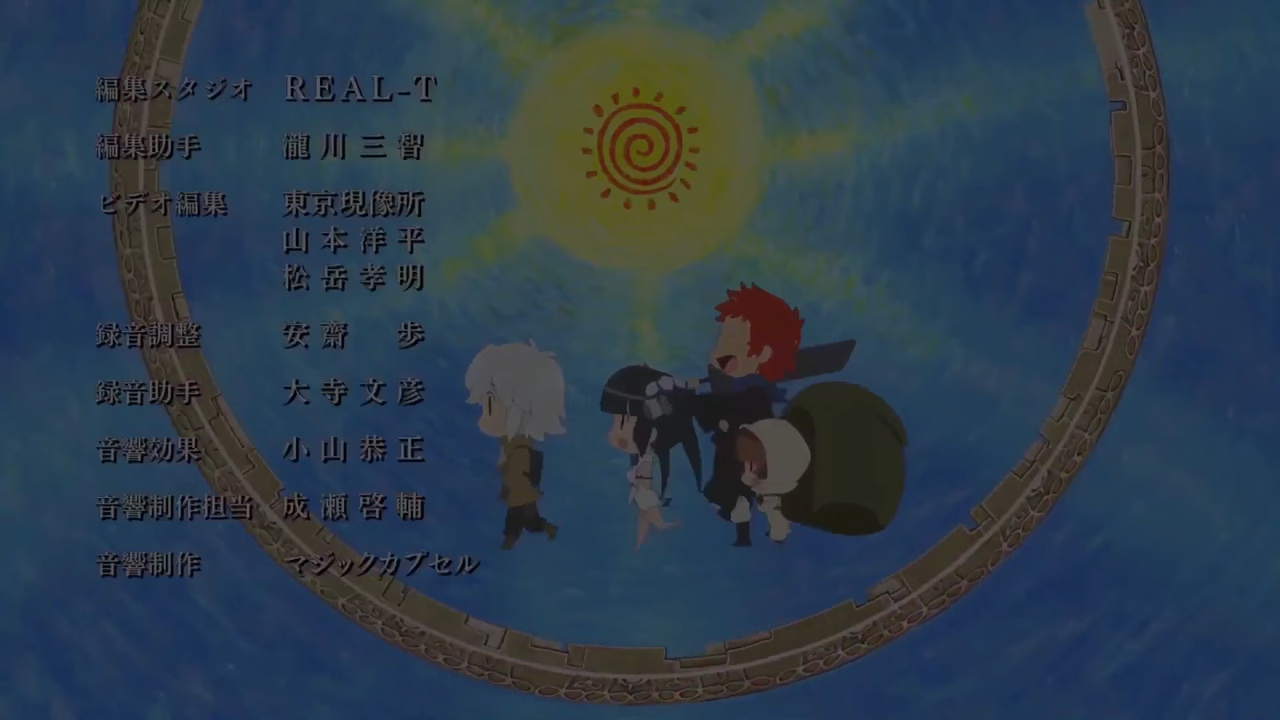 編集スタジオ REAL-T
編集助手 瀧川三智
ビデオ編集 東京現像所
山本洋平
松岳孝明
録音調整 安齋 歩
録音助手 大寺文彦
音響効果 小山恭正
音響制作担当 成瀬啓輔
音響制作 マジックカプセル